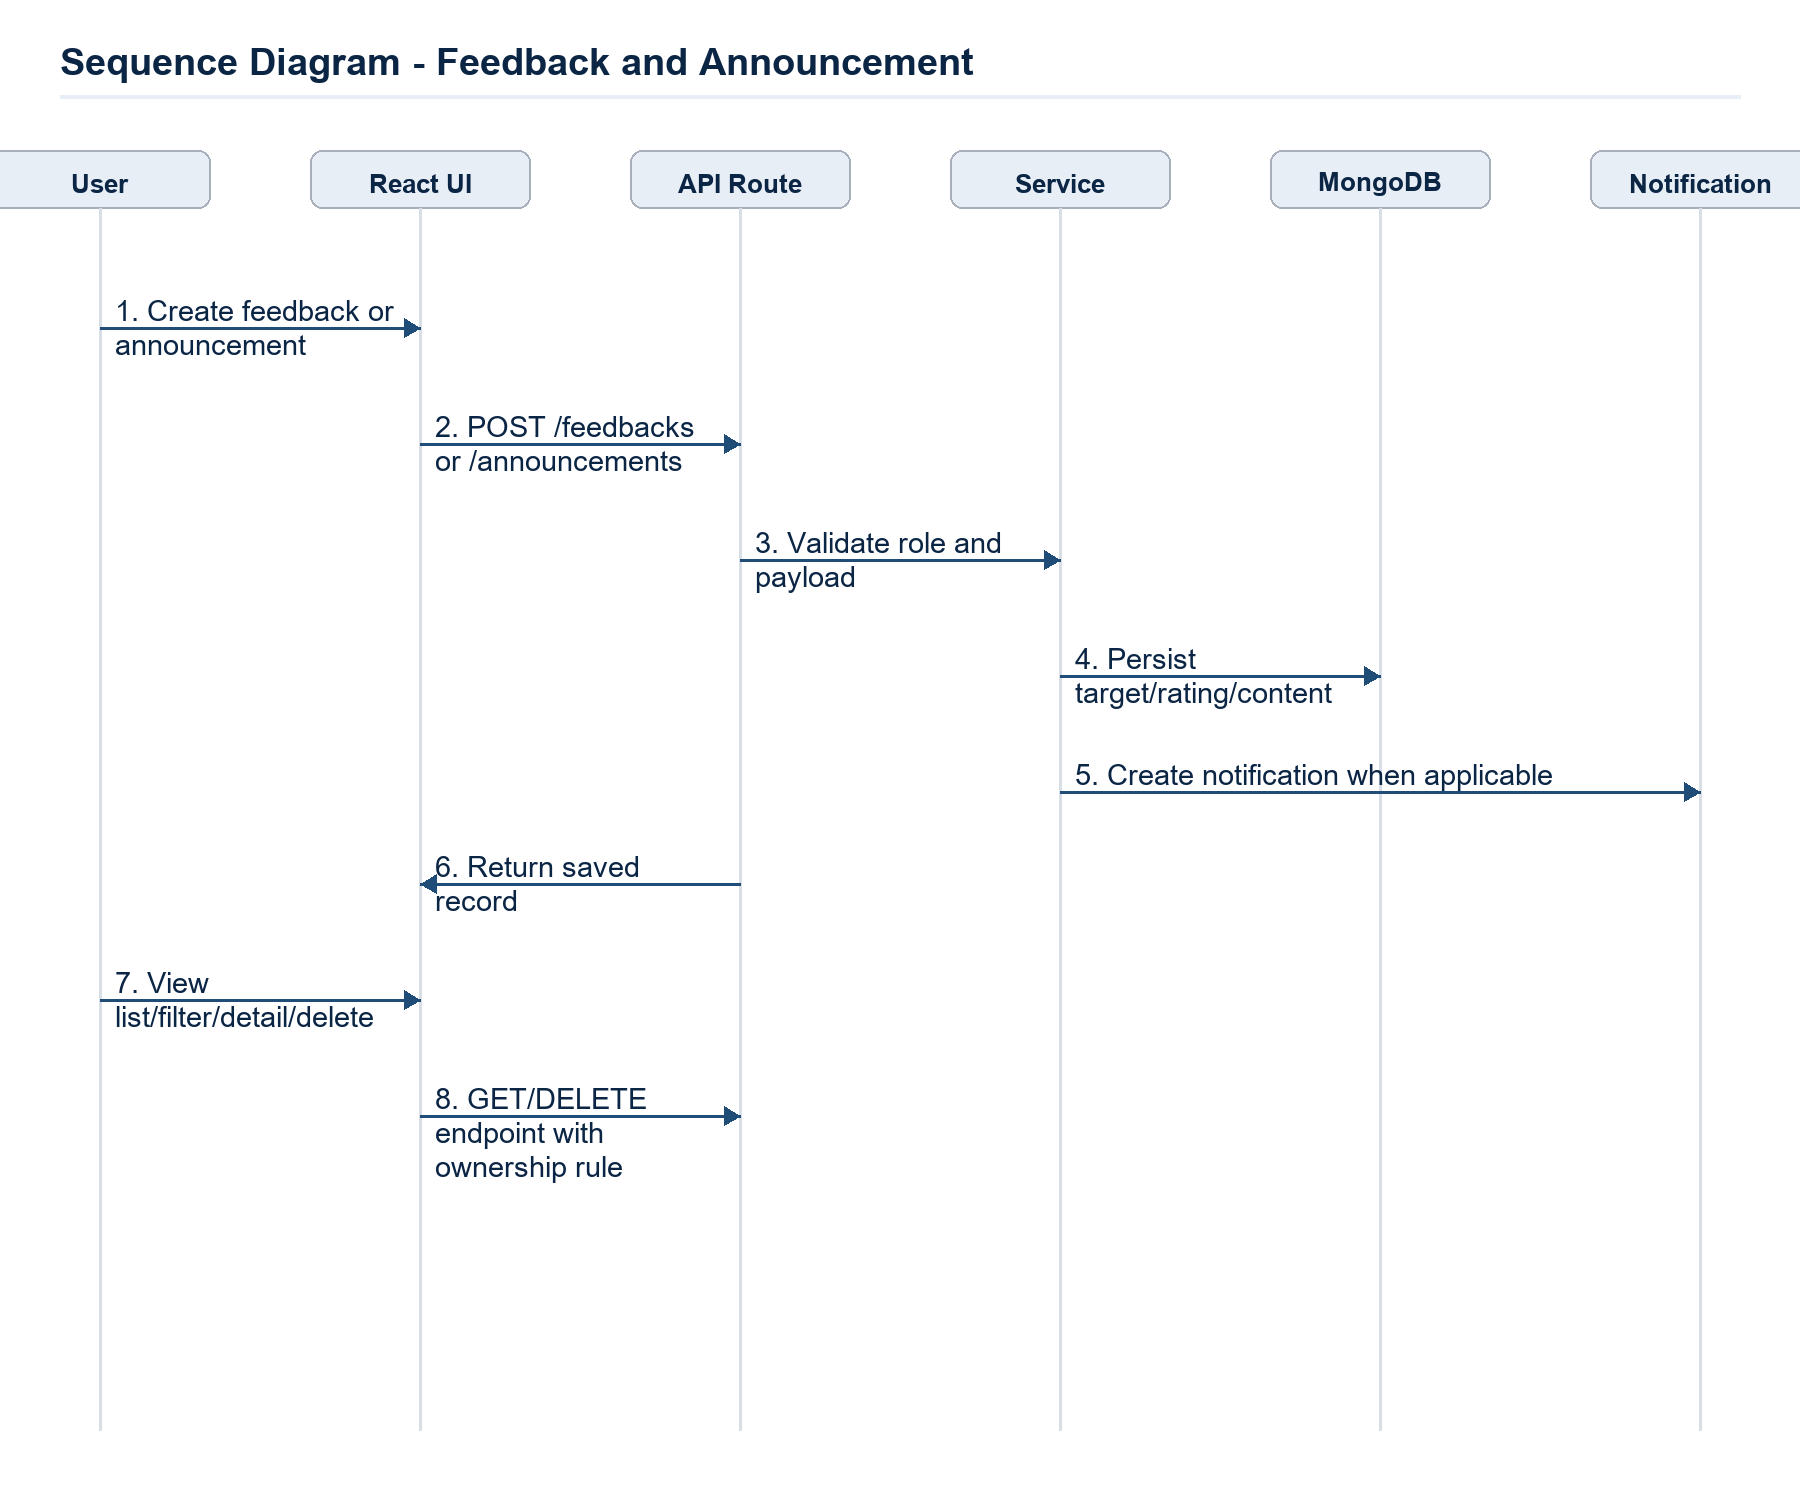 Sequence Diagram - Feedback and Announcement
User
React UI
API Route
Service
MongoDB
Notification
1. Create feedback or
announcement
2. POST /feedbacks
or /announcements
3. Validate role and
payload
4. Persist
target/rating/content
5. Create notification when applicable
6. Return saved
record
7. View
list/filter/detail/delete
8. GET/DELETE
endpoint with
ownership rule